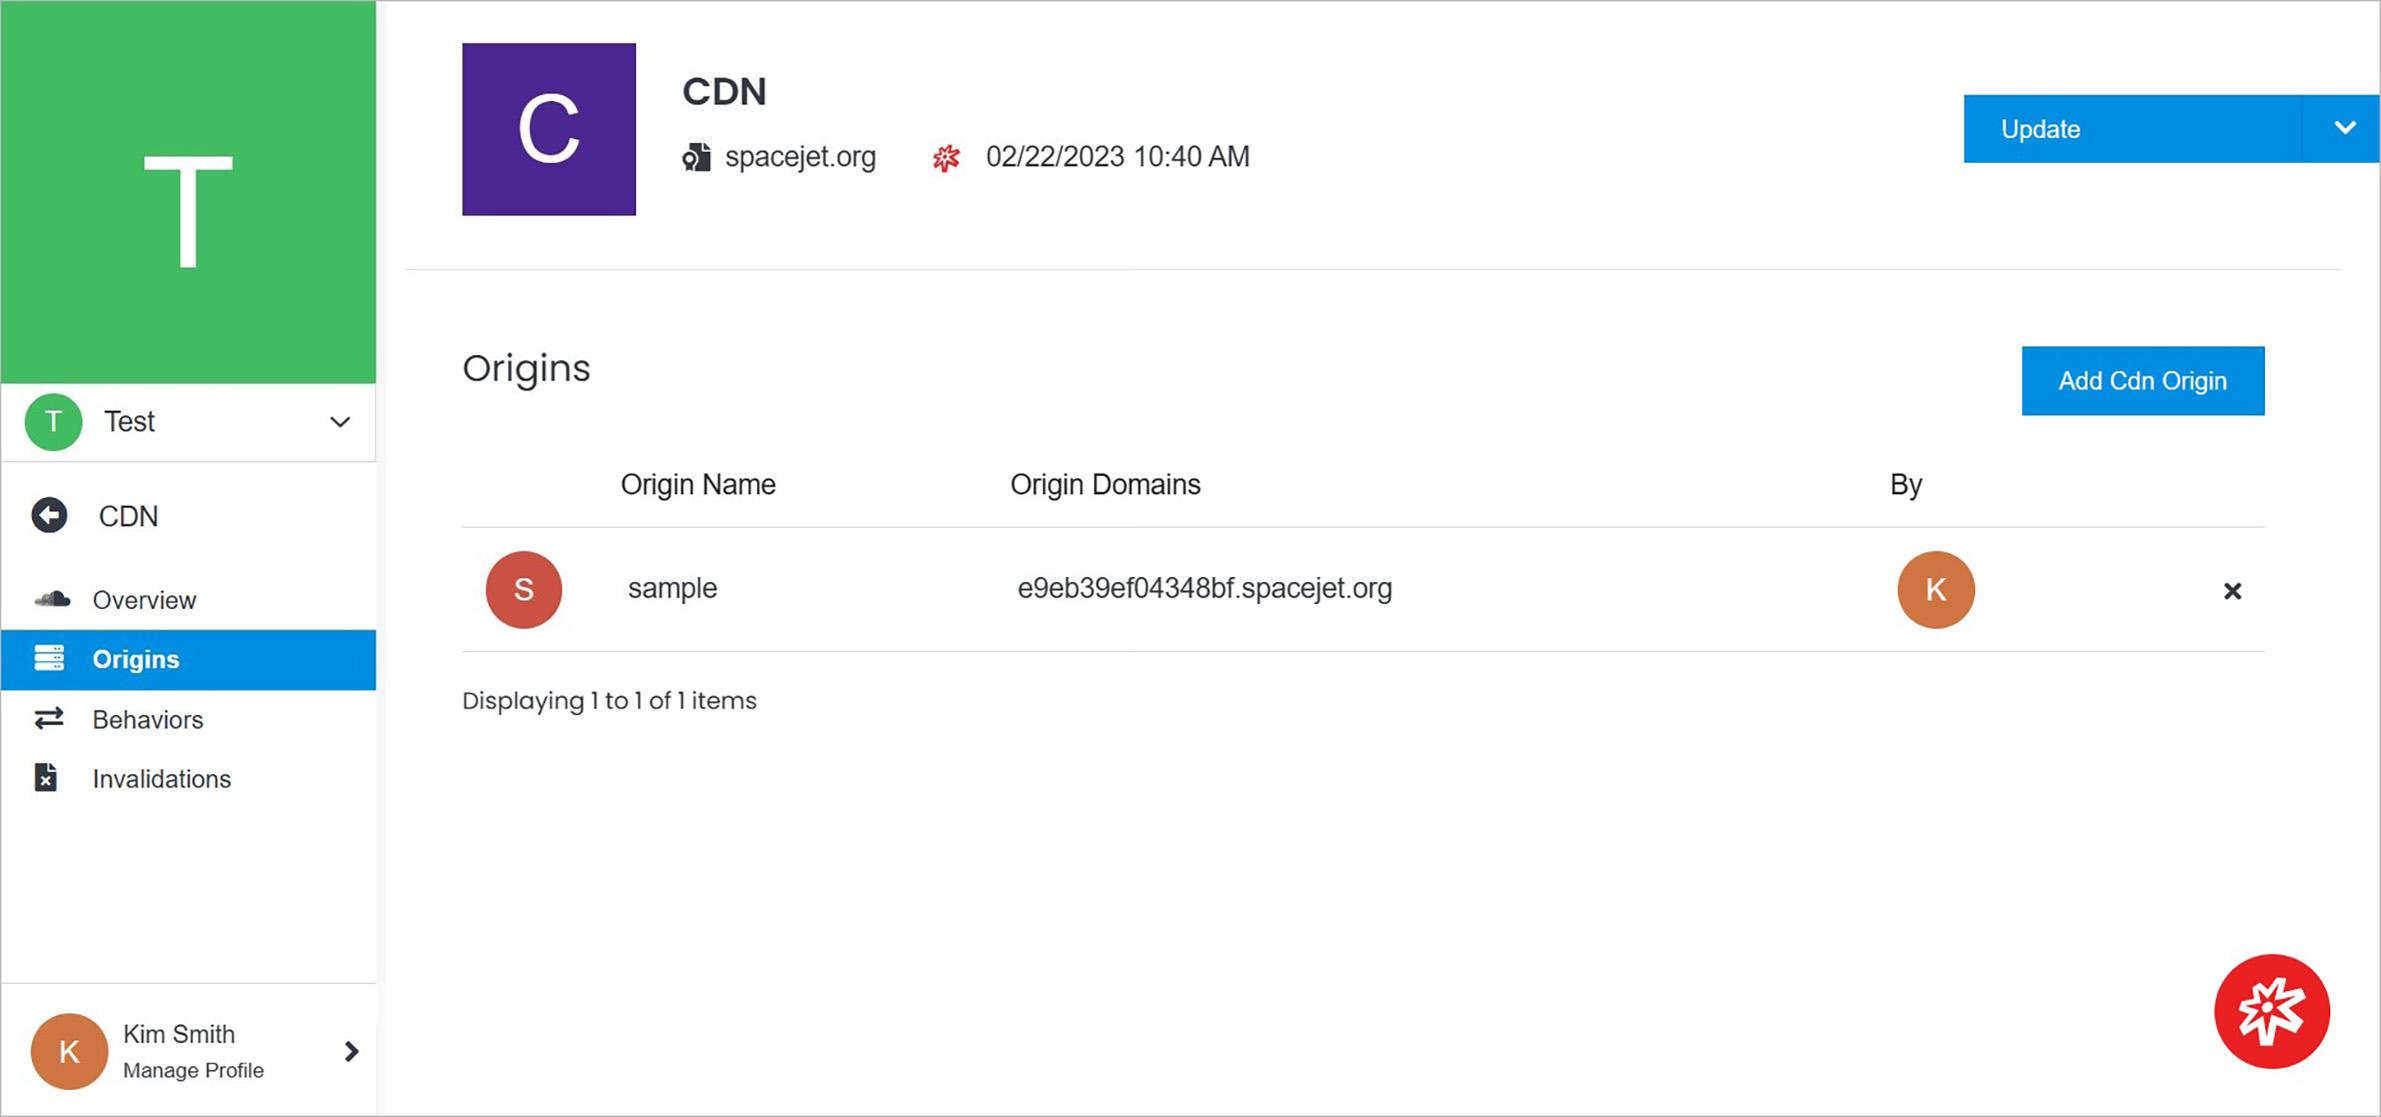 T
T Test
CDN
Overview
Origins
Behaviors
Invalidations
K
Kim Smith
Manage Profile
C
CDN
spacejet.org 02/22/2023 10:40 AM
Update
Origins
Add Cdn Origin
Origin Name Origin Domains By
S sample e9eb39ef04348bf.spacejet.org K
Displaying 1 to 1 of 1 items